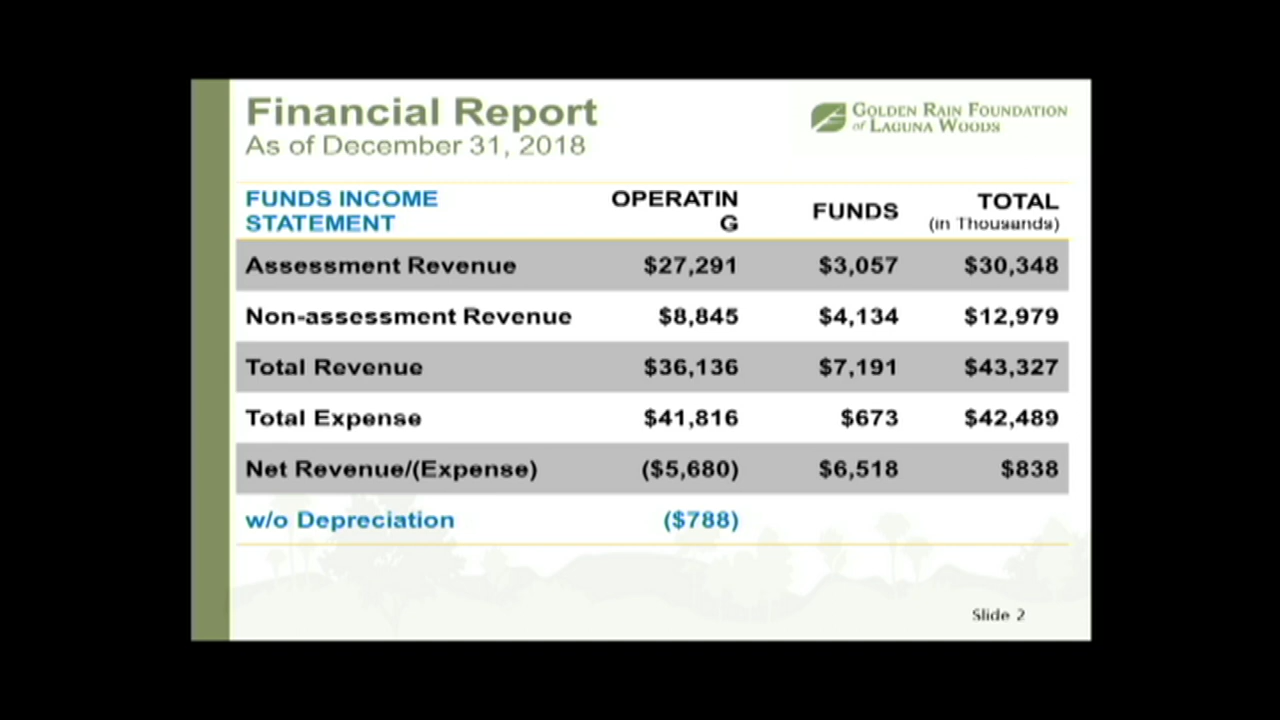 Financial Report
As of December 31, 2018
GOLDEN RAIN FOUNDATION
of LAGUNA WOODS
FUNDS INCOME
STATEMENT
OPERATIN
G
FUNDS
TOTAL
(in Thousands)
Assessment Revenue $27,291 $3,057 $30,348
Non-assessment Revenue $8,845 $4,134 $12,979
Total Revenue $36,136 $7,191 $43,327
Total Expense $41,816 $673 $42,489
Net Revenue/(Expense) ($5,680) $6,518 $838
w/o Depreciation ($788)
Slide 2